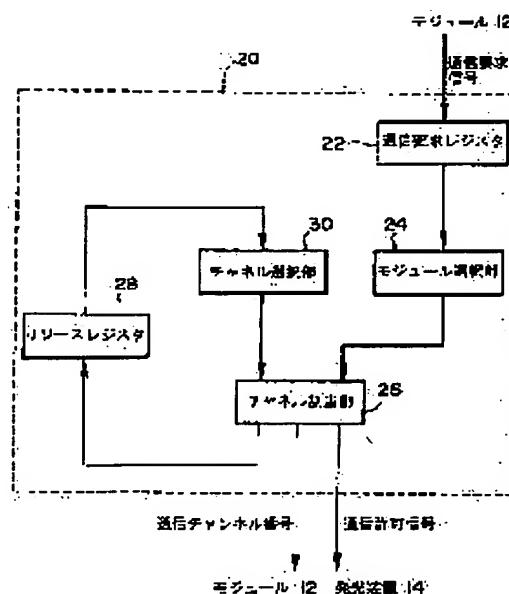 モジュール 12
通信要求
信号
20
22
通信要求レジスタ
30
24
チャネル選択部
モジュール選択部
28
リリースレジスタ
チャネル割当部
26
通信チャンネル番号
通信許可信号
モジュール 12
発光装置 14